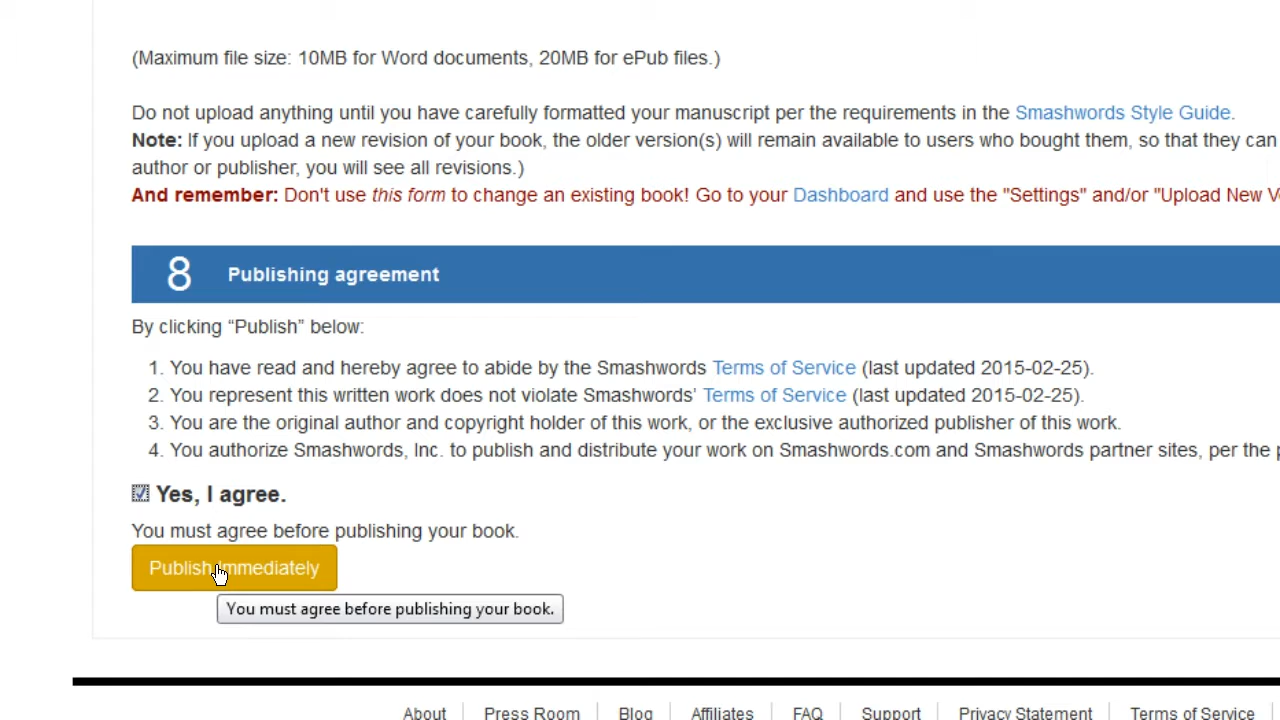 (Maximum file size: 10MB for Word documents, 20MB for ePub files.)
Do not upload anything until you have carefully formatted your manuscript per the requirements in the Smashwords Style Guide.
Note: If you upload a new revision of your book, the older version(s) will remain available to users who bought them, so that they can
author or publisher, you will see all revisions.)
And remember: Don't use this form to change an existing book! Go to your Dashboard and use the "Settings" and/or "Upload New
8 Publishing agreement
By clicking “Publish” below:
1. You have read and hereby agree to abide by the Smashwords Terms of Service (last updated 2015-02-25).
2. You represent this written work does not violate Smashwords’ Terms of Service (last updated 2015-02-25).
3. You are the original author and copyright holder of this work, or the exclusive authorized publisher of this work.
4. You authorize Smashwords, Inc. to publish and distribute your work on Smashwords.com and Smashwords partner sites, per the
Yes, I agree.
You must agree before publishing your book.
Publish Immediately
You must agree before publishing your book.
About Press Room Blog Affiliates FAQ Support Privacy Statement Terms of Service